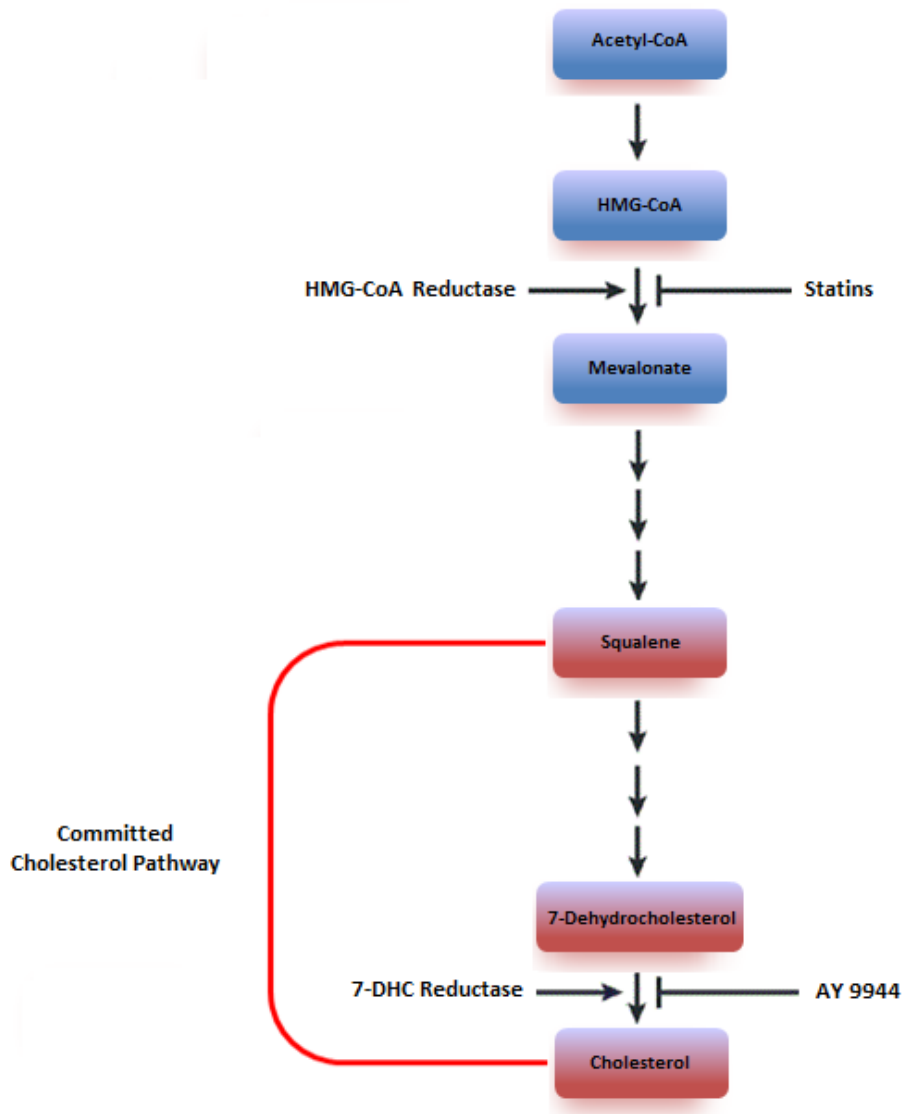 Acetyl-CoA
HMG-CoA
HMG-CoA Reductase
Statins
Mevalonate
Squalene
Committed
Cholesterol Pathway
7-Dehydrocholesterol
7-DHC Reductase
AY 9944
Cholesterol